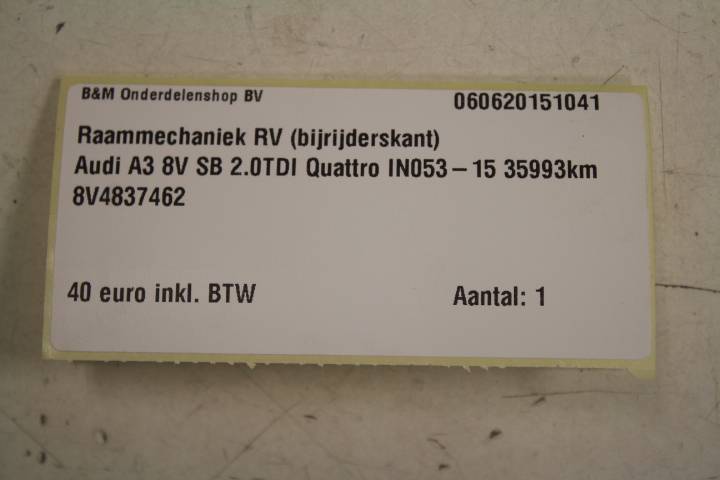 B&M Onderdelenshop BV 060620151041
Raammechaniek RV (bijrijderskant)
Audi A3 8V SB 2.0TDI Quattro IN053-15 35993km
8V4837462
40 euro inkl. BTW Aantal: 1